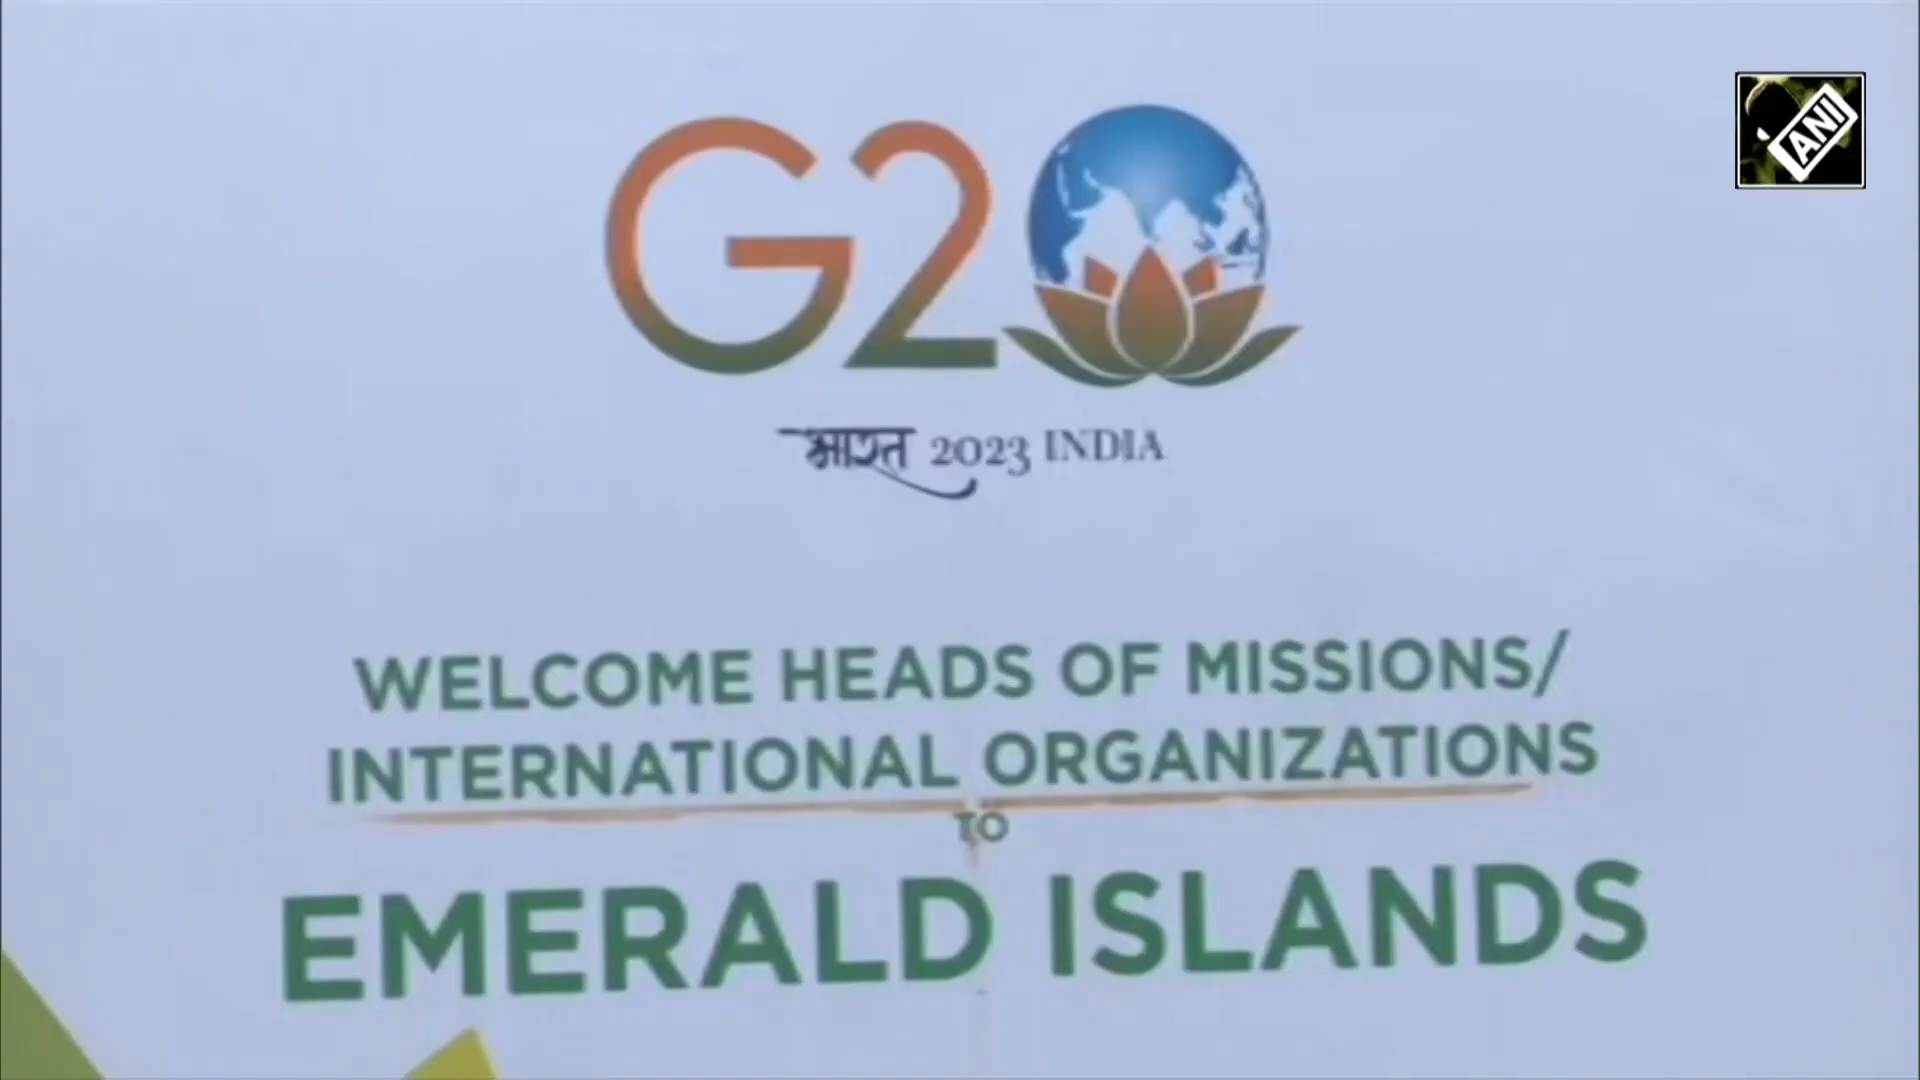 ANI
G20
भारत 2023 INDIA
WELCOME HEADS OF MISSIONS/
INTERNATIONAL ORGANIZATIONS
TO
EMERALD ISLANDS